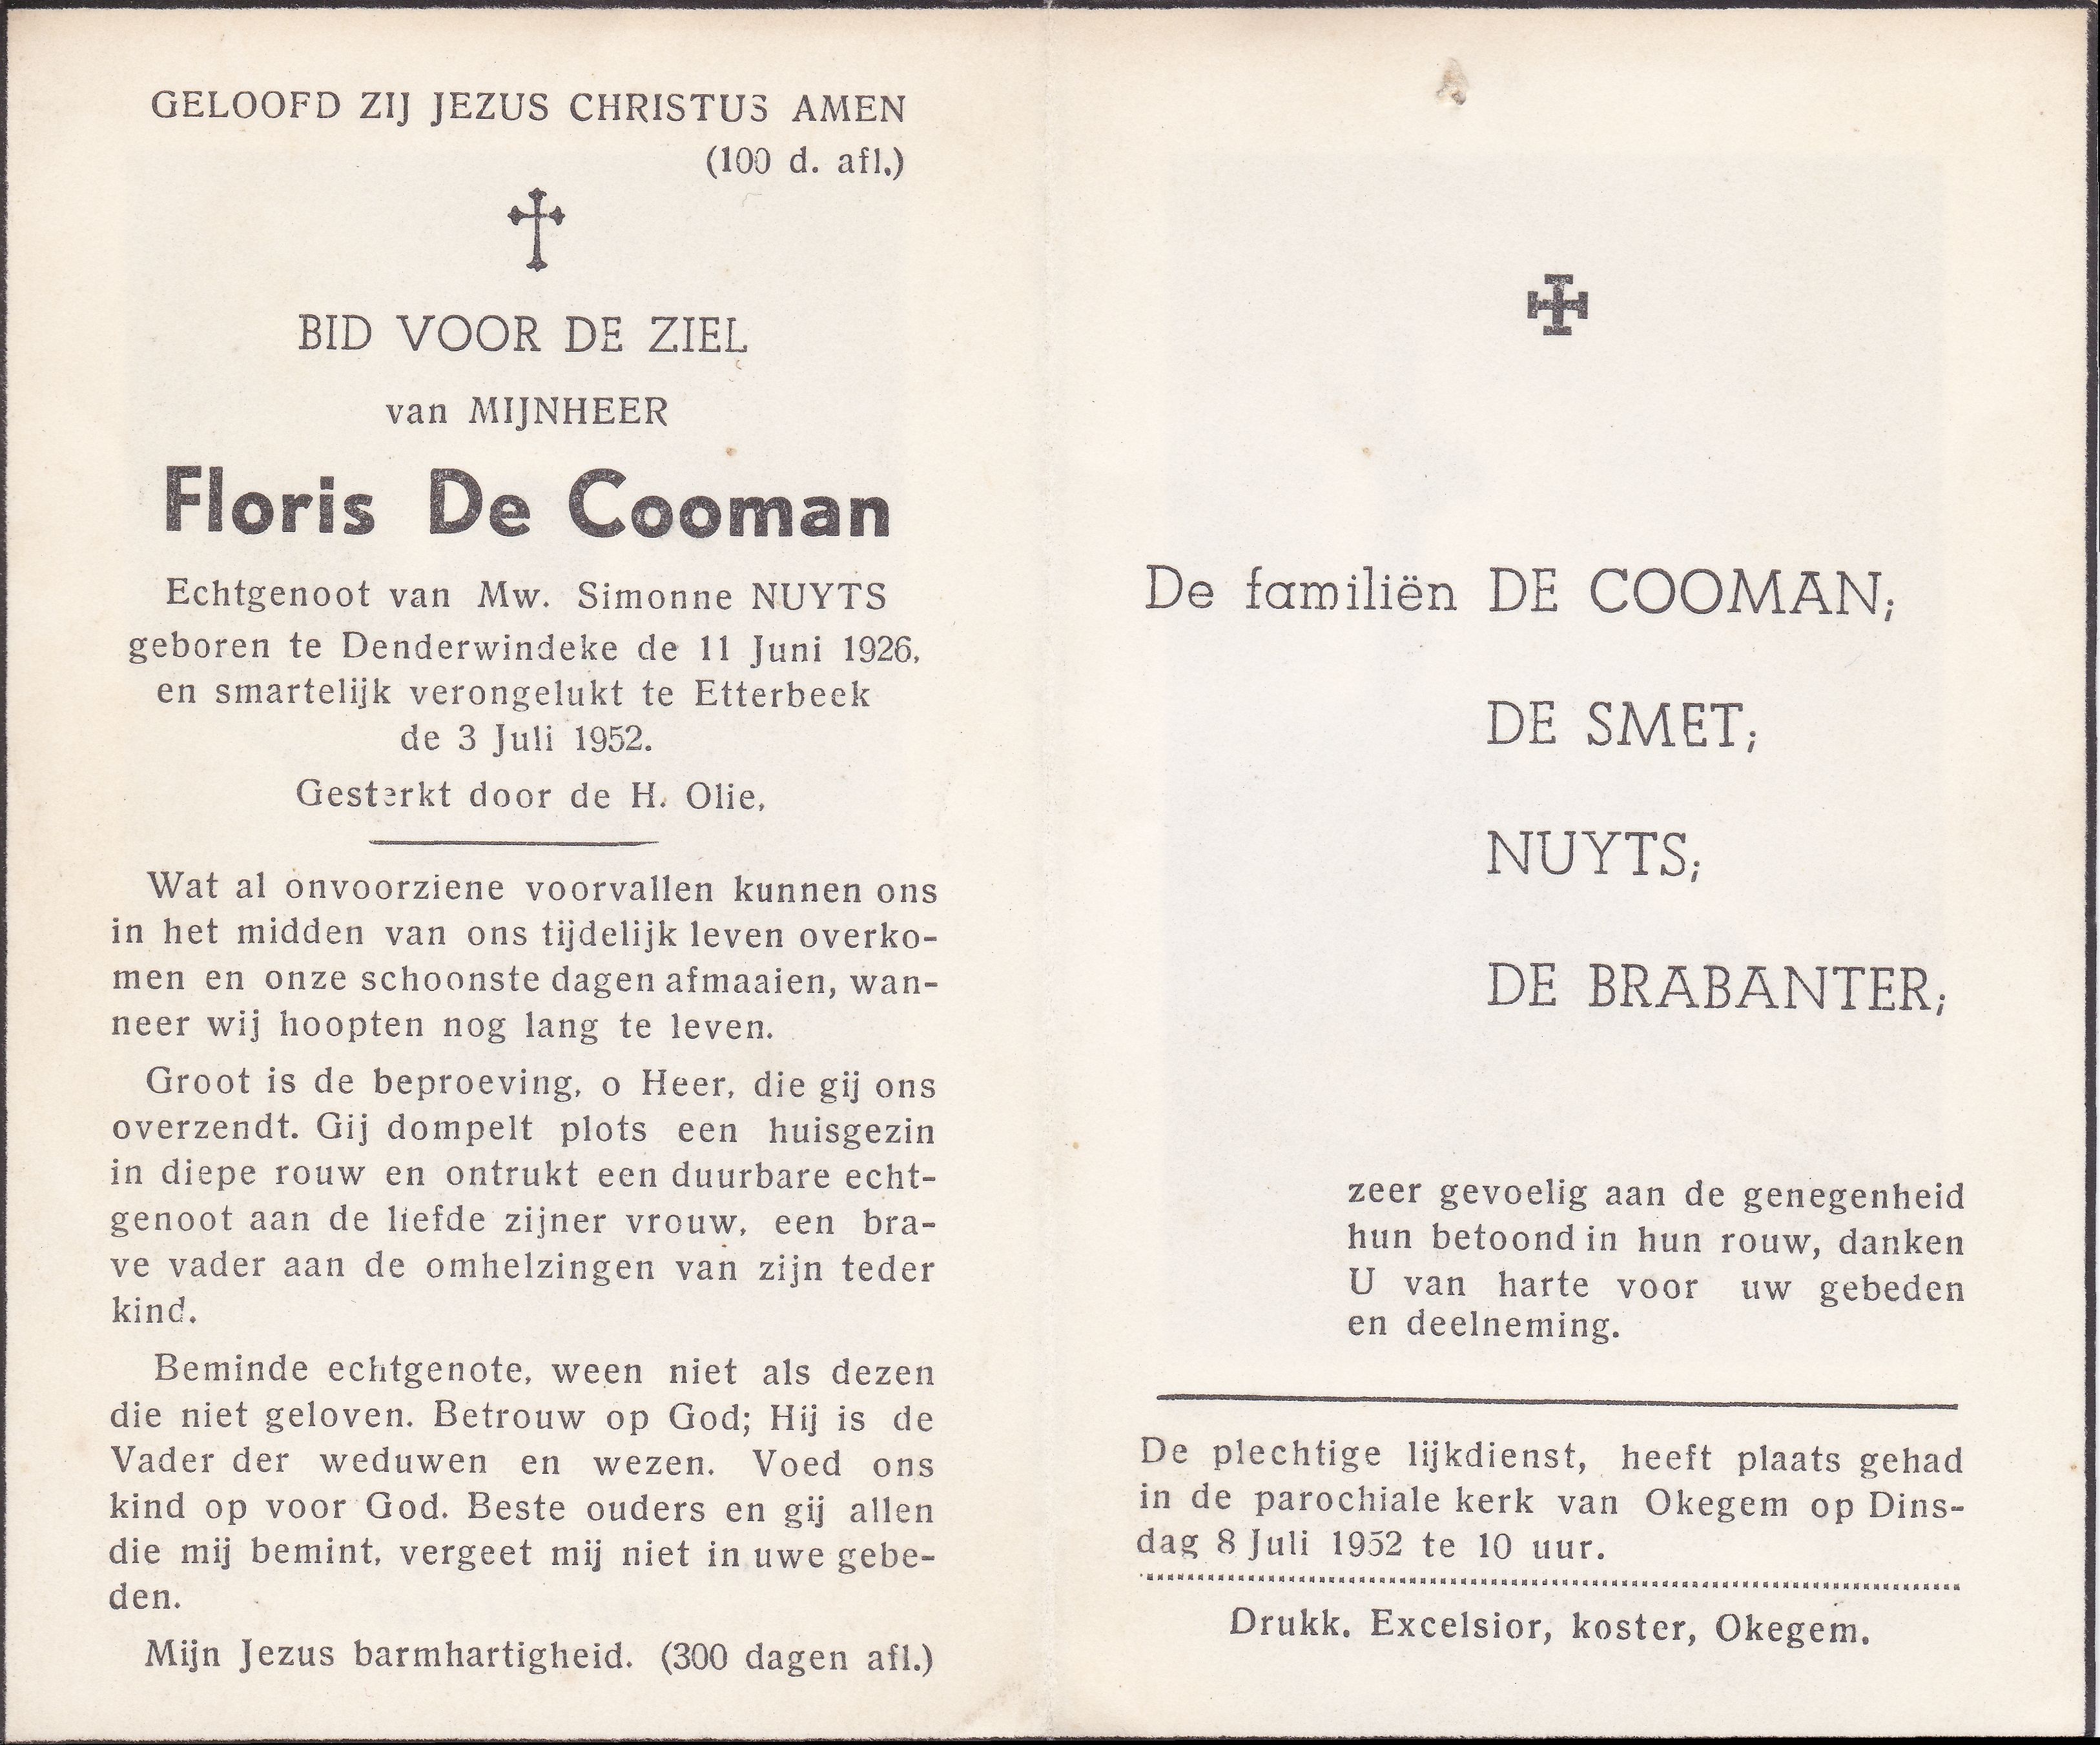 GELOOFD ZIJ JEZUS CHRISTUS AMEN
(100 d. afl.)
BID VOOR DE ZIEL
van MIJNHEER
Floris De Cooman
Echtgenoot van Mw. Simonne NUYTS
geboren te Denderwindeke de 11 Juni 1926,
en smartelijk verongelukt te Etterbeek
de 3 Juli 1952.
Gesterkt door de H. Olie,
Wat al onvoorziene voorvallen kunnen ons
in het midden van ons tijdelijk leven overko-
men en onze schoonste dagen afmaaien, wan-
neer wij hoopten nog lang te leven.
Groot is de beproeving, o Heer, die gij ons
overzendt. Gij dompelt plots een huisgezin
in diepe rouw en ontrukt een duurbare echt-
genoot aan de liefde zijner vrouw, een bra-
ve vader aan de omhelzingen van zijn teder
kind.
Beminde echtgenote, ween niet als dezen
die niet geloven. Betrouw op God; Hij is de
Vader der weduwen en wezen. Voed ons
kind op voor God. Beste ouders en gij allen
die mij bemint, vergeet mij niet in uwe gebe-
den.
Mijn Jezus barmhartigheid. (300 dagen afl.)
De familiën DE COOMAN;
DE SMET;
NUYTS;
DE BRABANTER;
zeer gevoelig aan de genegenheid
hun betoond in hun rouw, danken
U van harte voor uw gebeden
en deelneming.
De plechtige lijkdienst, heeft plaats gehad
in de parochiale kerk van Okegem op Dins-
dag 8 Juli 1952 te 10 uur.
Drukk. Excelsior, koster, Okegem.